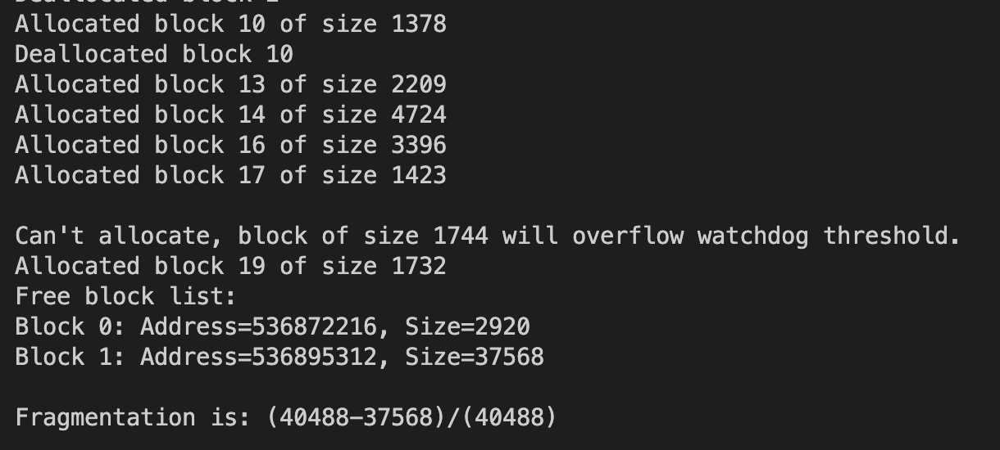 Deallocated block
Allocated block 10 of size 1378
Deallocated block 10
Allocated block 13 of size 2209
Allocated block 14 of size 4724
Allocated block 16 of size 3396
Allocated block 17 of size 1423
Can't allocate, block of size 1744 will overflow watchdog threshold.
Allocated block 19 of size 1732
Free block list:
Block 0: Address=536872216, Size=2920
Block 1: Address=536895312, Size=37568
Fragmentation is: (40488-37568)/(40488)